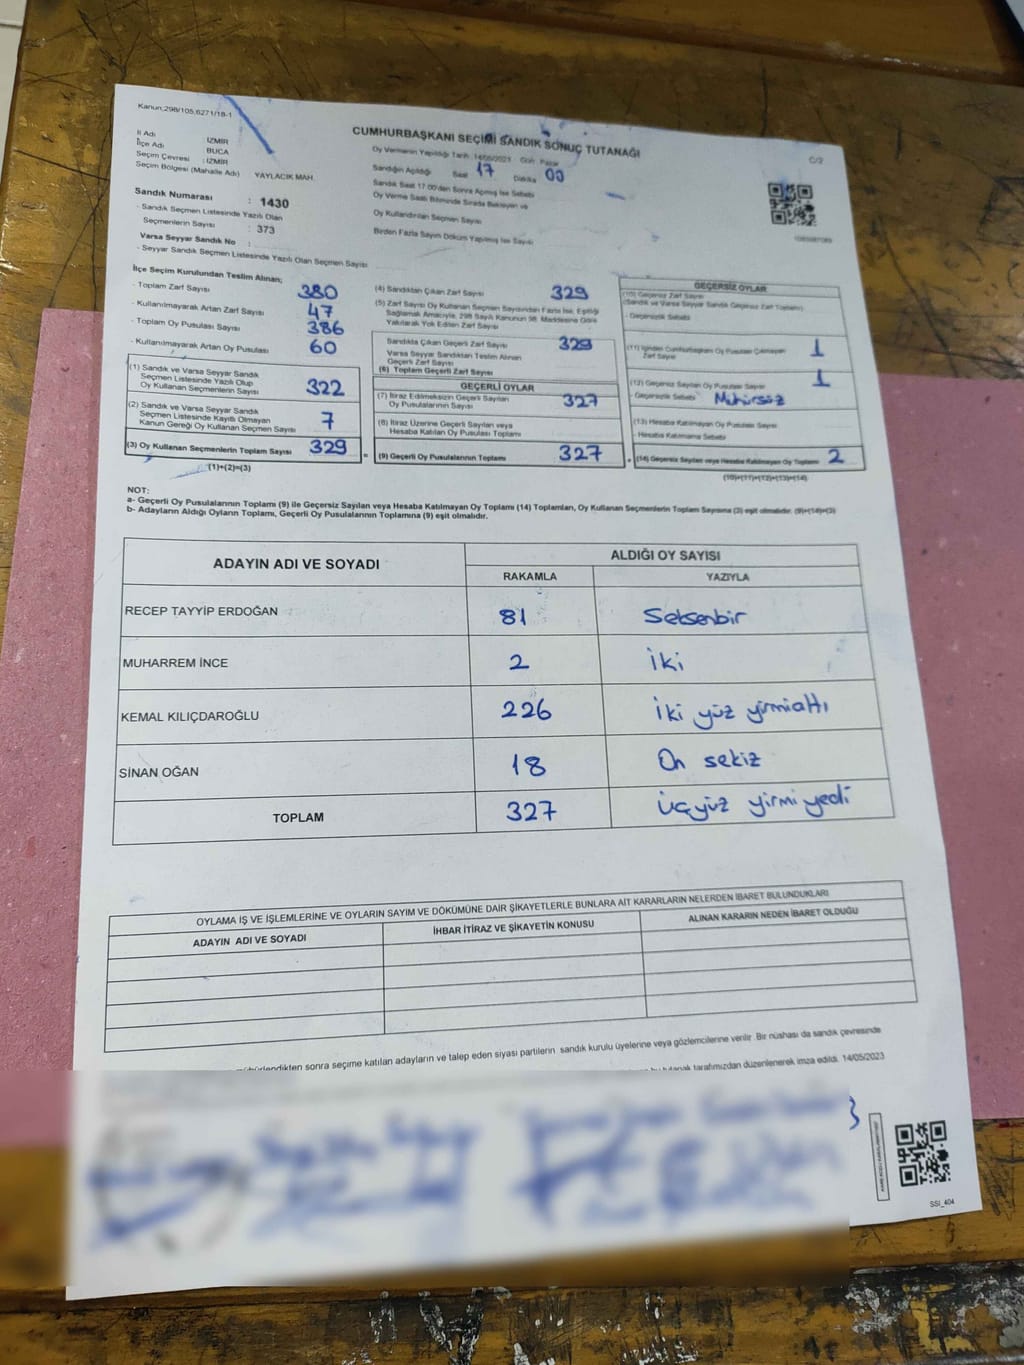 Kanun:298/105,6271/18-1
CUMHURBAŞKANI SEÇİMİ SANDIK SONUÇ TUTANAĞI
C/2
İl Adı İZMİR
İlçe Adı BUCA
Seçim Çevresi : İZMİR
Seçim Bölgesi (Mahalle Adı) YAYLACIK MAH.
Oy Vermenin Yapıldığı Tarih :14/05/2023 Gün Pazar
Sandığın Açıldığı Saat 17 Dakika 00
Sandık Saat 17.00'den Sonra Açılmış İse Sebebi
Oy Verme Saati Bitiminde Sırada Bekleyen ve
Oy Kullandırılan Seçmen Sayısı
Birden Fazla Sayım Döküm Yapılmış İse Sayısı
Sandık Numarası : 1430
- Sandık Seçmen Listesinde Yazılı Olan
Seçmenlerin Sayısı : 373
Varsa Seyyar Sandık No :
- Seyyar Sandık Seçmen Listesinde Yazılı Olan Seçmen Sayısı
İlçe Seçim Kurulundan Teslim Alınan;
- Toplam Zarf Sayısı 380
- Kullanılmayarak Artan Zarf Sayısı 47
- Toplam Oy Pusulası Sayısı 386
- Kullanılmayarak Artan Oy Pusulası 60
(1) Sandık ve Varsa Seyyar Sandık
Seçmen Listesinde Yazılı Olup
Oy Kullanan Seçmenlerin Sayısı 322
(2) Sandık ve Varsa Seyyar Sandık
Seçmen Listesinde Kayıtlı Olmayan
Kanun Gereği Oy Kullanan Seçmen Sayısı 7
(3) Oy Kullanan Seçmenlerin Toplam Sayısı 329
(1)+(2)=(3)
(4) Sandıktan Çıkan Zarf Sayısı 329
(5) Zarf Sayısı Oy Kullanan Seçmen Sayısından Fazla İse, Eşitliği
Sağlamak Amacıyla, 298 Sayılı Kanunun 98. Maddesine Göre
Yakılarak Yok Edilen Zarf Sayısı
Sandıkta Çıkan Geçerli Zarf Sayısı 329
Varsa Seyyar Sandıktan Teslim Alınan
Geçerli Zarf Sayısı
(6) Toplam Geçerli Zarf Sayısı
GEÇERLİ OYLAR
(7) İtiraz Edilmeksizin Geçerli Sayılan
Oy Pusulalarının Sayısı 327
(8) İtiraz Üzerine Geçerli Sayılan veya
Hesaba Katılan Oy Pusulası Toplamı
= (9) Geçerli Oy Pusulalarının Toplamı 327
GEÇERSİZ OYLAR
(10) Geçersiz Zarf Sayısı
(Sandık ve Varsa Seyyar Sandık Geçersiz Zarf Toplamı)
- Geçersizlik Sebebi
(11) İçinden Cumhurbaşkanı Oy Pusulası Çıkmayan
Zarf Sayısı 1
(12) Geçersiz Sayılan Oy Pusulası Sayısı 1
- Geçersizlik Sebebi Mühürsüz
(13) Hesaba Katılmayan Oy Pusulası Sayısı
- Hesaba Katılmama Sebebi
+ (14) Geçersiz Sayılan veya Hesaba Katılmayan Oy Toplamı 2
(10)+(11)+(12)+(13)=(14)
NOT:
a- Geçerli Oy Pusulalarının Toplamı (9) ile Geçersiz Sayılan veya Hesaba Katılmayan Oy Toplamı (14) Toplamları, Oy Kullanan Seçmenlerin Toplam Sayısına (3) eşit olmalıdır. (9)+(14)=(3)
b- Adayların Aldığı Oyların Toplamı, Geçerli Oy Pusulalarının Toplamına (9) eşit olmalıdır.
ADAYIN ADI VE SOYADI ALDIĞI OY SAYISI
RAKAMLA YAZIYLA
RECEP TAYYİP ERDOĞAN 81 Seksenbir
MUHARREM İNCE 2 İki
KEMAL KILIÇDAROĞLU 226 İki yüz yirmialtı
SİNAN OĞAN 18 On sekiz
TOPLAM 327 Üçyüz yirmi yedi
OYLAMA İŞ VE İŞLEMLERİNE VE OYLARIN SAYIM VE DÖKÜMÜNE DAİR ŞİKAYETLERLE BUNLARA AİT KARARLARIN NELERDEN İBARET BULUNDUKLARI
ADAYIN ADI VE SOYADI İHBAR İTİRAZ VE ŞİKAYETİN KONUSU ALINAN KARARIN NEDEN İBARET OLDUĞU
sonra seçime katılan adayların ve talep eden siyasi partilerin sandık kurulu üyelerine veya gözlemcilerine verilir. Bir nüshası da sandık çevresinde
tutanak tarafımızdan düzenlenerek imza edildi. 14/05/2023
SSI_404